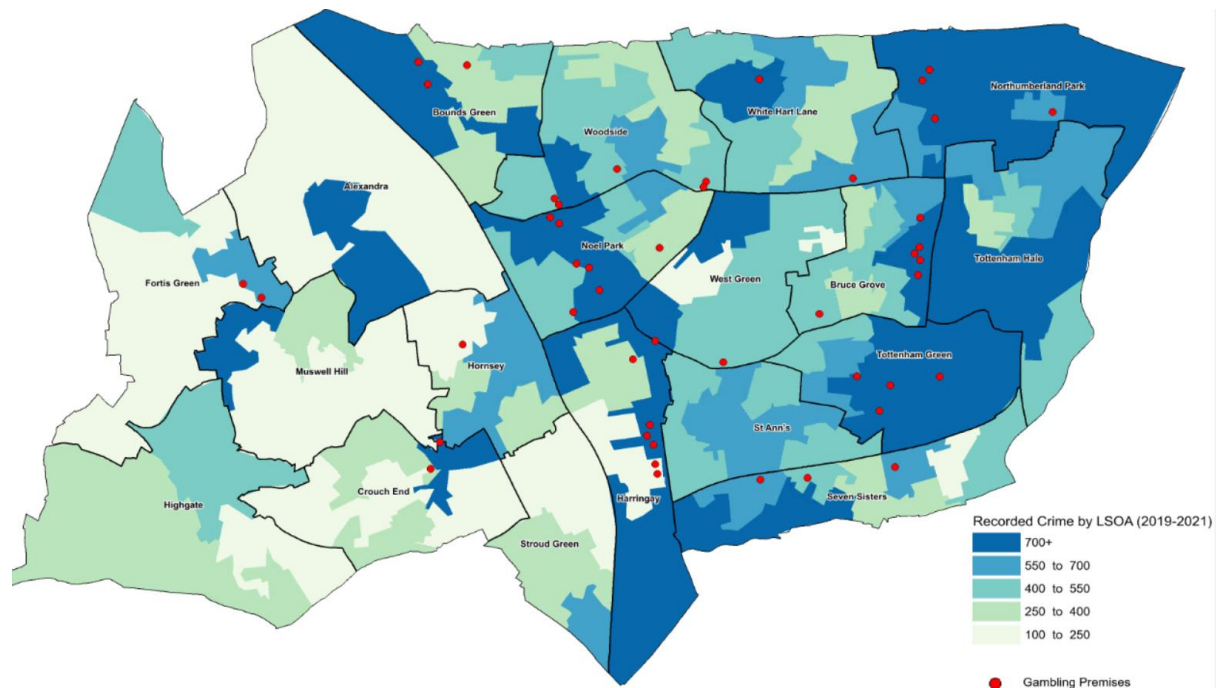 Northumberland Park
Bounds Green
White Hart Lane
Woodside
Alexandra
Noel Park
Tottenham Hale
West Green
Fortis Green
Bruce Grove
Tottenham Green
Hornsey
Muswell Hill
St Ann's
Crouch End
Seven Sisters
Harringay
Highgate
Stroud Green
Recorded Crime by LSOA (2019-2021)
700+
550 to 700
400 to 550
250 to 400
100 to 250
Gambling Premises